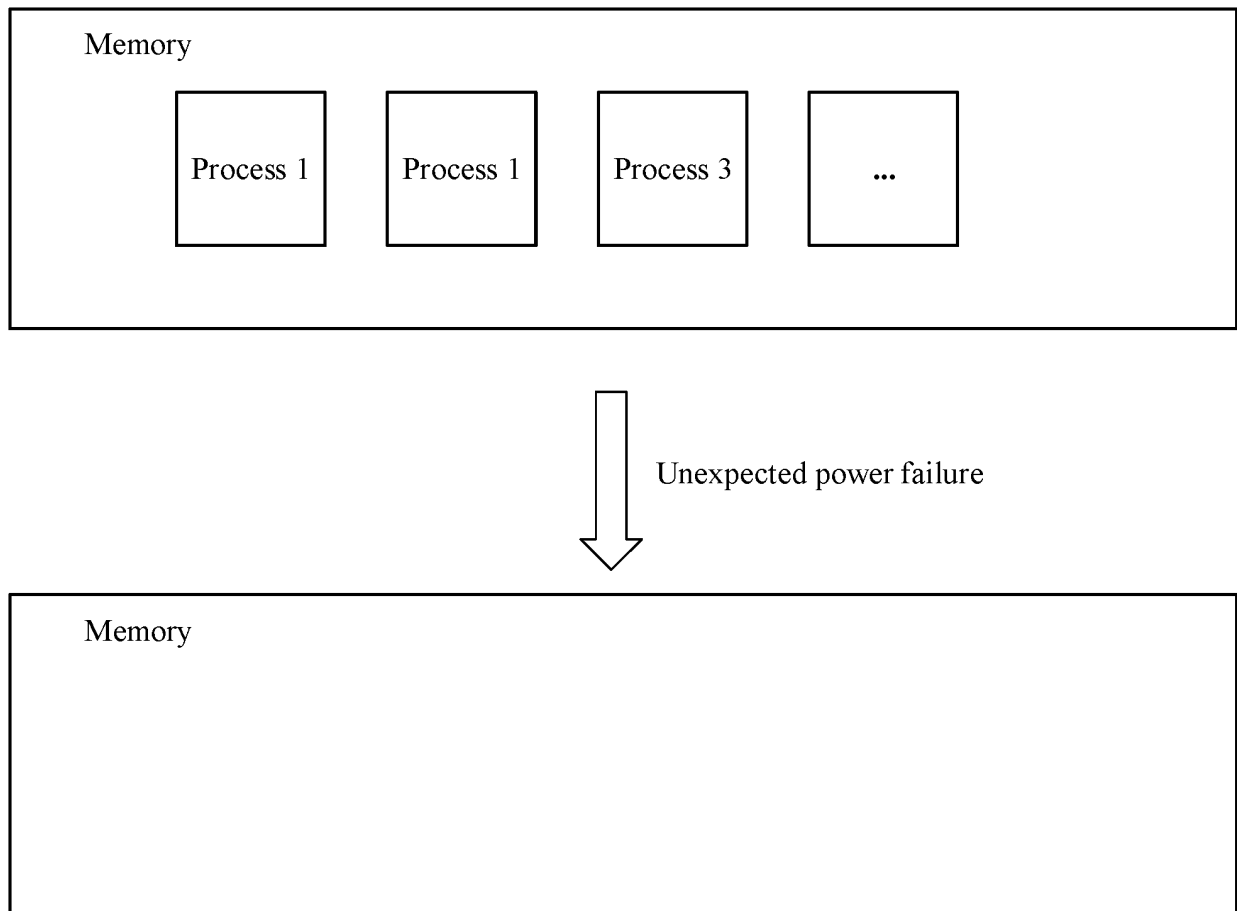 Memory
Process 1
Process 1
Process 3
...
Unexpected power failure
Memory